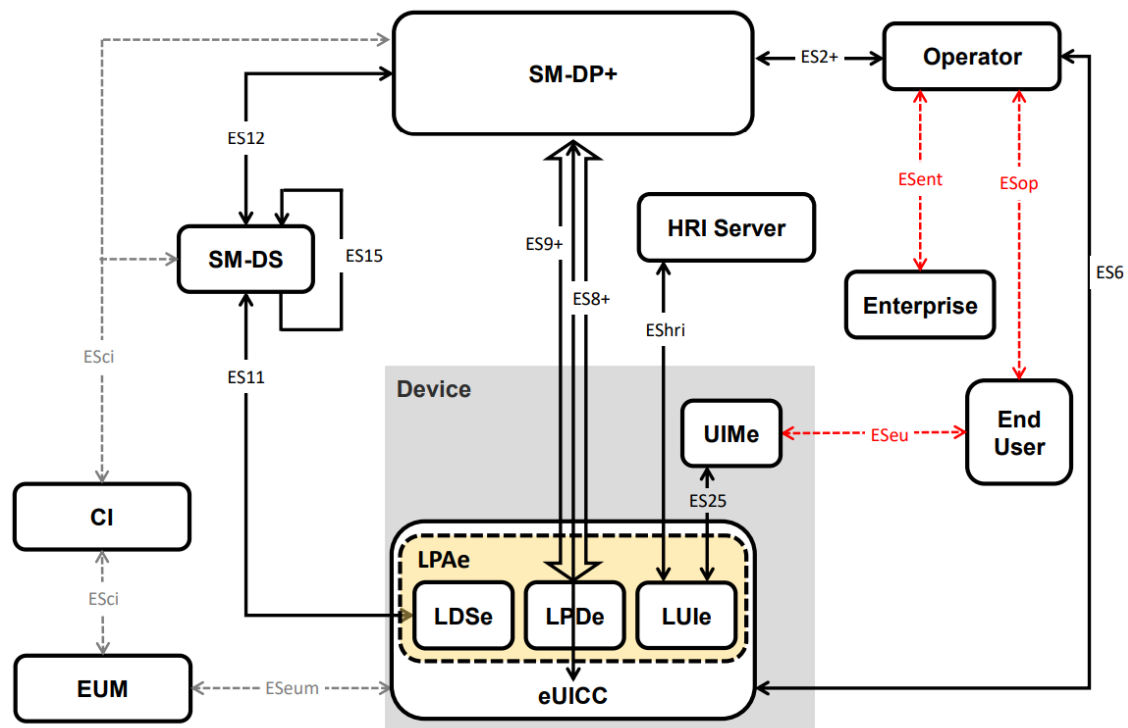 SM-DP+
ES2+
Operator
ES12
ESent
ESop
HRI Server
SM-DS
ES15
ES9+
ES8+
ES6
Enterprise
EShri
ESci
ES11
Device
UIMe
ESeu
End
User
ES25
CI
LPAe
ESci
LDSe
LPDe
LUIe
EUM
ESeum
eUICC